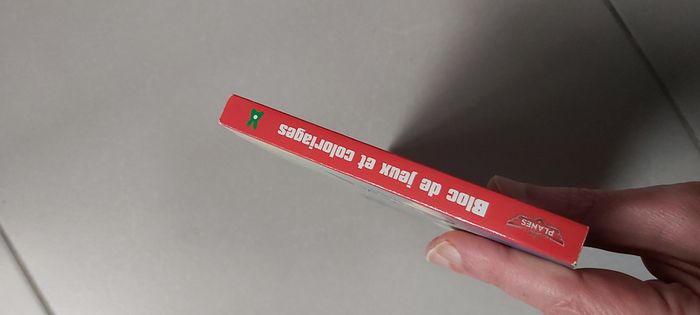 PLANES
Bloc de jeux et coloriages